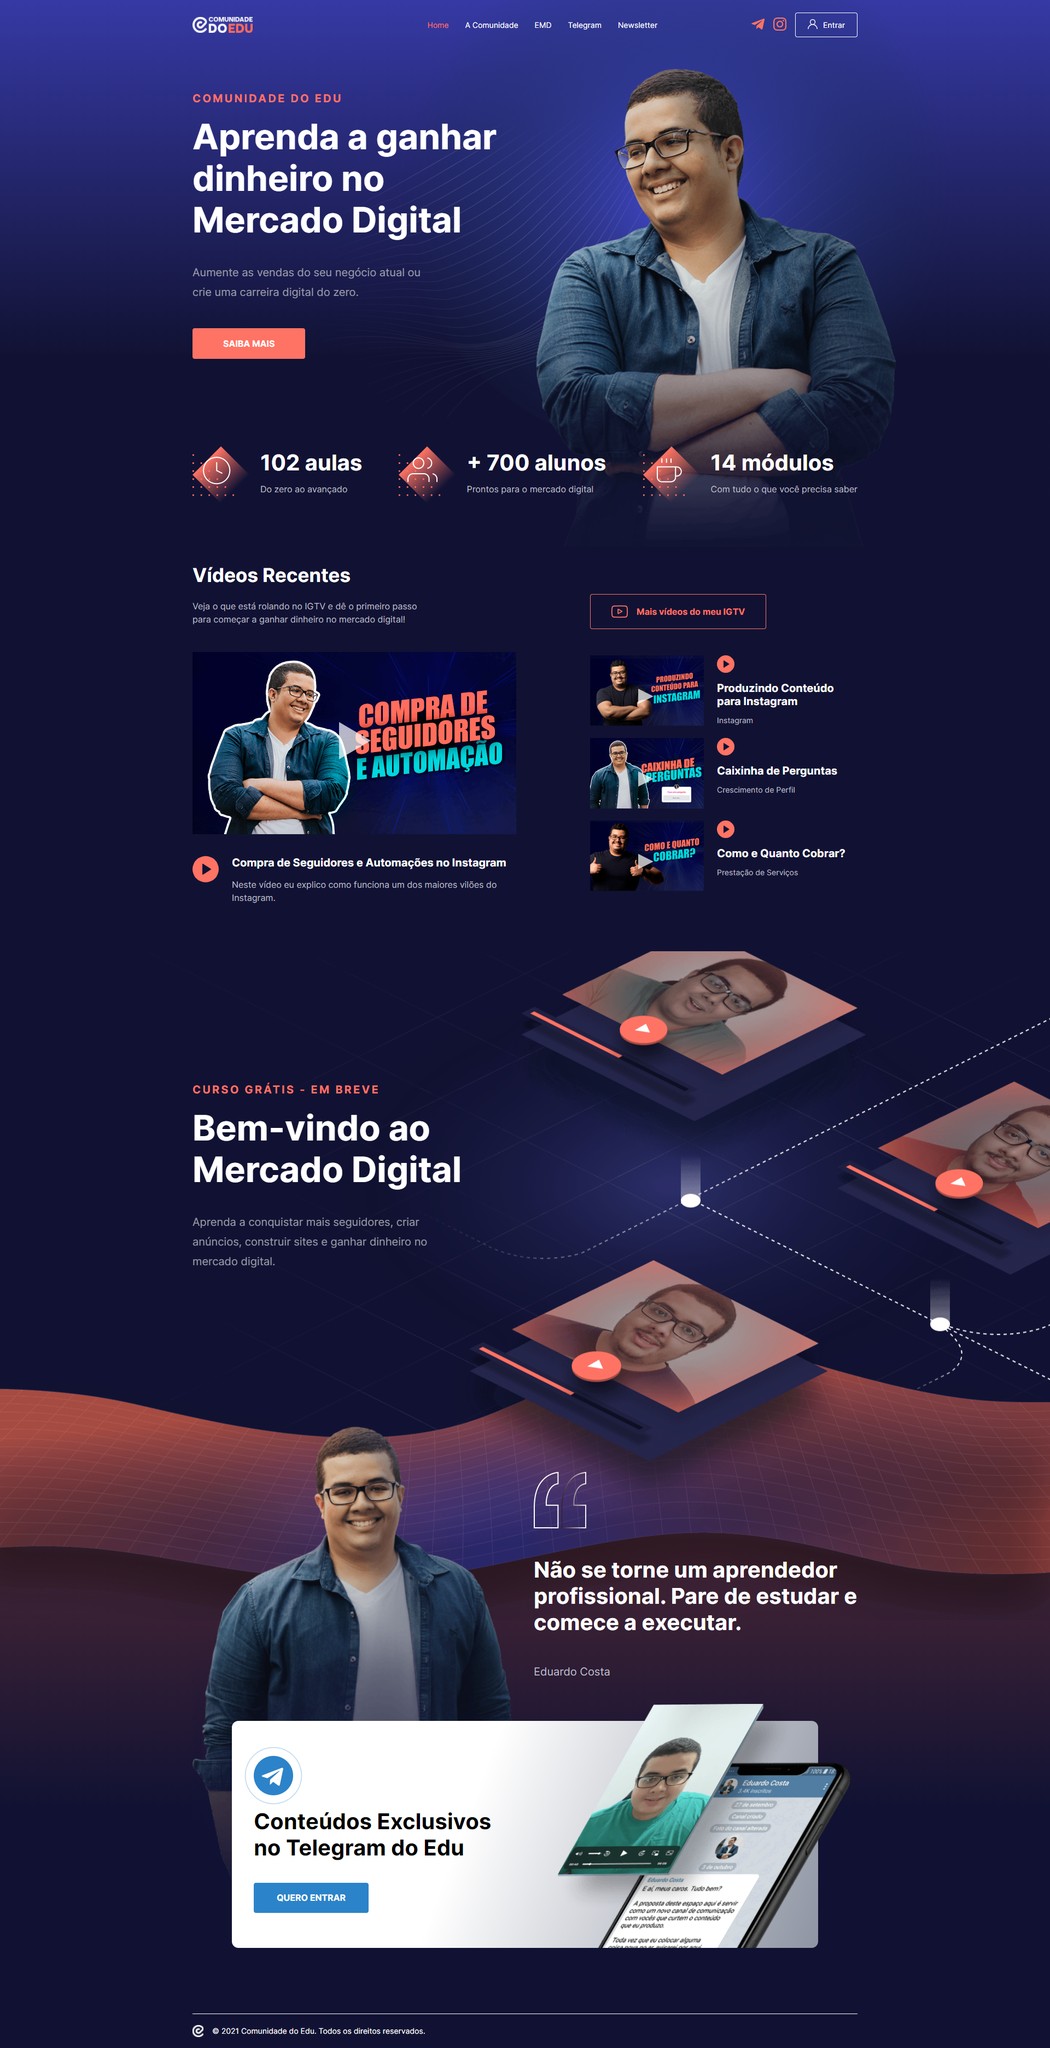 COMUNIDADE
DO EDU
Home
A Comunidade
EMD
Telegram
Newsletter
Entrar
COMUNIDADE DO EDU
Aprenda a ganhar
dinheiro no
Mercado Digital
Aumente as vendas do seu negócio atual ou
crie uma carreira digital do zero.
SAIBA MAIS
102 aulas
Do zero ao avançado
+ 700 alunos
Prontos para o mercado digital
14 módulos
Com tudo o que você precisa saber
Vídeos Recentes
Veja o que está rolando no IGTV e dê o primeiro passo
para começar a ganhar dinheiro no mercado digital!
Mais vídeos do meu IGTV
COMPRA DE
SEGUIDORES
E AUTOMAÇÃO
Compra de Seguidores e Automações no Instagram
Neste vídeo eu explico como funciona um dos maiores vilões do
Instagram.
PRODUZINDO
CONTEÚDO PARA
INSTAGRAM
Produzindo Conteúdo
para Instagram
Instagram
CAIXINHA DE
PERGUNTAS
Caixinha de Perguntas
Crescimento de Perfil
COMO E QUANTO
COBRAR?
Como e Quanto Cobrar?
Prestação de Serviços
CURSO GRÁTIS - EM BREVE
Bem-vindo ao
Mercado Digital
Aprenda a conquistar mais seguidores, criar
anúncios, construir sites e ganhar dinheiro no
mercado digital.
Não se torne um aprendedor
profissional. Pare de estudar e
comece a executar.
Eduardo Costa
Conteúdos Exclusivos
no Telegram do Edu
QUERO ENTRAR
100%
Eduardo Costa
Canal criado
Eduardo Costa
E aí, meus caros. Tudo bem?
A proposta deste espaço aqui é servir
como um novo canal de comunicação
com vocês que curtem o conteúdo
que eu produzo.
Toda vez que eu colocar alguma
© 2021 Comunidade do Edu. Todos os direitos reservados.